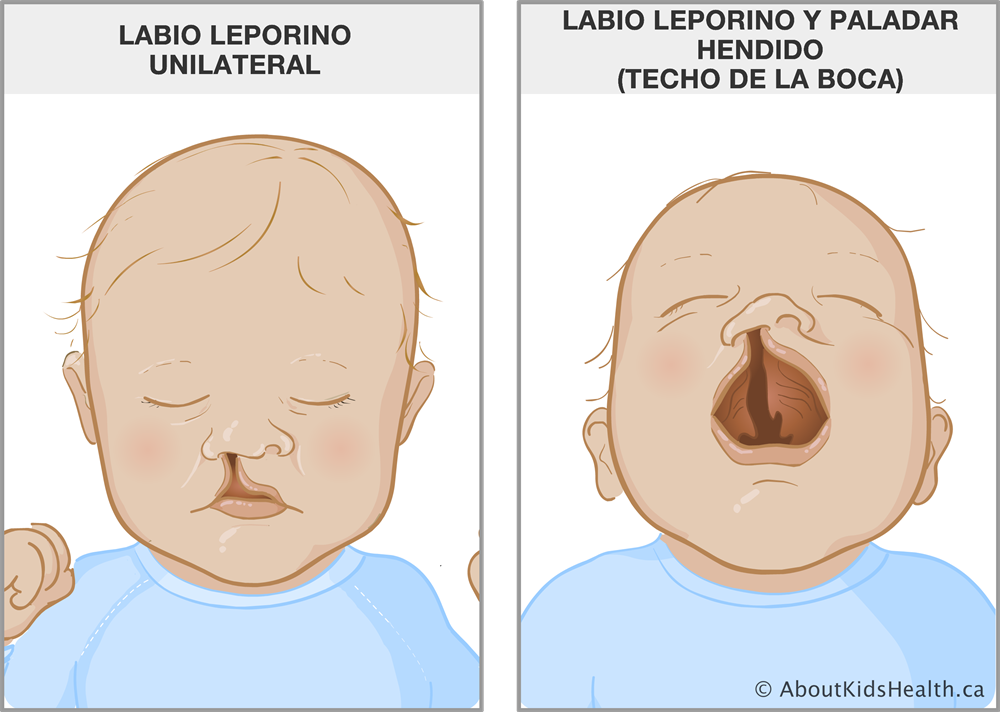 LABIO LEPORINO
UNILATERAL
LABIO LEPORINO Y PALADAR
HENDIDO
(TECHO DE LA BOCA)
© AboutKidsHealth.ca